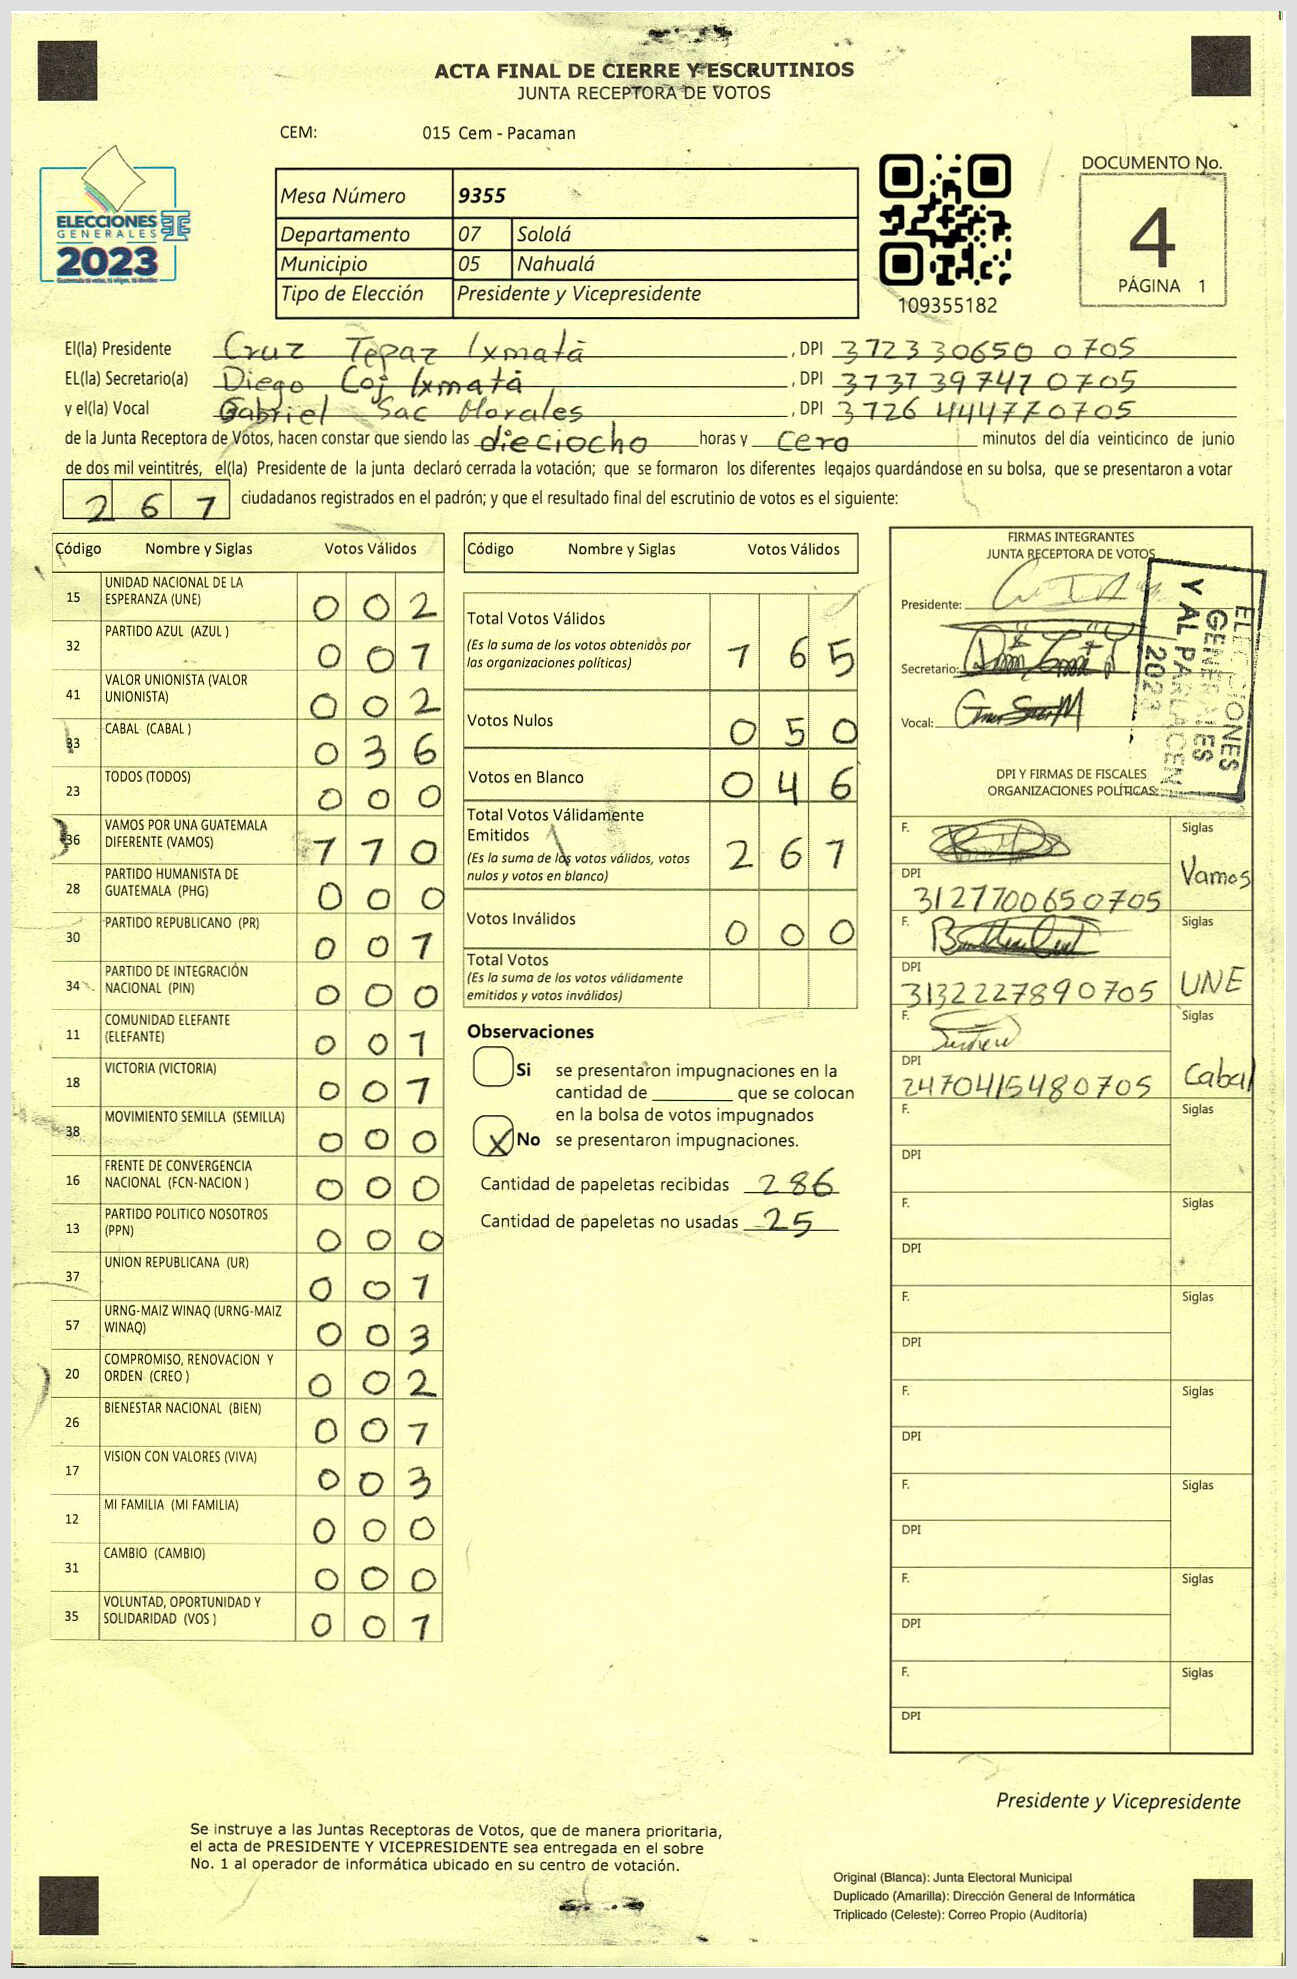 ACTA FINAL DE CIERRE Y ESCRUTINIOS
JUNTA RECEPTORA DE VOTOS
CEM: 015 Cem - Pacaman
ELECCIONES
GENERALES
2023
Mesa Número 9355
Departamento 07 Sololá
Municipio 05 Nahualá
Tipo de Elección Presidente y Vicepresidente
109355182
DOCUMENTO No.
4
PÁGINA 1
El(la) Presidente Cruz Tepaz Ixmatá , DPI 3123306500705
EL(la) Secretario(a) Diego Coj Ixmatá , DPI 3131397410705
y el(la) Vocal Gabriel Sac Morales , DPI 3126444770705
de la Junta Receptora de Votos, hacen constar que siendo las dieciocho horas y cero minutos del día veinticinco de junio
de dos mil veintitrés, el(la) Presidente de la junta declaró cerrada la votación; que se formaron los diferentes legajos guardándose en su bolsa, que se presentaron a votar
261 ciudadanos registrados en el padrón; y que el resultado final del escrutinio de votos es el siguiente:
Código Nombre y Siglas Votos Válidos
15 UNIDAD NACIONAL DE LA
ESPERANZA (UNE) 0 0 2
32 PARTIDO AZUL (AZUL ) 0 0 1
41 VALOR UNIONISTA (VALOR
UNIONISTA) 0 0 2
33 CABAL (CABAL ) 0 3 6
23 TODOS (TODOS) 0 0 0
36 VAMOS POR UNA GUATEMALA
DIFERENTE (VAMOS) 1 1 0
28 PARTIDO HUMANISTA DE
GUATEMALA (PHG) 0 0 0
30 PARTIDO REPUBLICANO (PR) 0 0 1
34 PARTIDO DE INTEGRACIÓN
NACIONAL (PIN) 0 0 0
11 COMUNIDAD ELEFANTE
(ELEFANTE) 0 0 1
18 VICTORIA (VICTORIA) 0 0 1
38 MOVIMIENTO SEMILLA (SEMILLA) 0 0 0
16 FRENTE DE CONVERGENCIA
NACIONAL (FCN-NACION ) 0 0 0
13 PARTIDO POLITICO NOSOTROS
(PPN) 0 0 0
37 UNION REPUBLICANA (UR) 0 0 1
57 URNG-MAIZ WINAQ (URNG-MAIZ
WINAQ) 0 0 3
20 COMPROMISO, RENOVACION Y
ORDEN (CREO ) 0 0 2
26 BIENESTAR NACIONAL (BIEN) 0 0 1
17 VISION CON VALORES (VIVA) 0 0 3
12 MI FAMILIA (MI FAMILIA) 0 0 0
31 CAMBIO (CAMBIO) 0 0 0
35 VOLUNTAD, OPORTUNIDAD Y
SOLIDARIDAD (VOS ) 0 0 1
Código Nombre y Siglas Votos Válidos
Total Votos Válidos
(Es la suma de los votos obtenidos por
las organizaciones políticas) 1 6 5
Votos Nulos 0 5 0
Votos en Blanco 0 4 6
Total Votos Válidamente
Emitidos
(Es la suma de los votos válidos, votos
nulos y votos en blanco) 2 6 1
Votos Inválidos 0 0 0
Total Votos
(Es la suma de los votos válidamente
emitidos y votos inválidos)
Observaciones
Si se presentaron impugnaciones en la
cantidad de ________ que se colocan
en la bolsa de votos impugnados
X No se presentaron impugnaciones.
Cantidad de papeletas recibidas 286
Cantidad de papeletas no usadas 25
FIRMAS INTEGRANTES
JUNTA RECEPTORA DE VOTOS
Presidente:
Secretario:
Vocal:
ELECCIONES
GENERALES
Y AL PARLACEN
2023
DPI Y FIRMAS DE FISCALES
ORGANIZACIONES POLÍTICAS
F. Siglas
Vamos
DPI
3127700650705
F. Siglas
UNE
DPI
3132227890705
F. Siglas
Cabal
DPI
2470415480705
F. Siglas
DPI
F. Siglas
DPI
F. Siglas
DPI
F. Siglas
DPI
F. Siglas
DPI
F. Siglas
DPI
F. Siglas
DPI
Presidente y Vicepresidente
Se instruye a las Juntas Receptoras de Votos, que de manera prioritaria,
el acta de PRESIDENTE Y VICEPRESIDENTE sea entregada en el sobre
No. 1 al operador de informática ubicado en su centro de votación.
Original (Blanca): Junta Electoral Municipal
Duplicado (Amarilla): Dirección General de Informática
Triplicado (Celeste): Correo Propio (Auditoría)